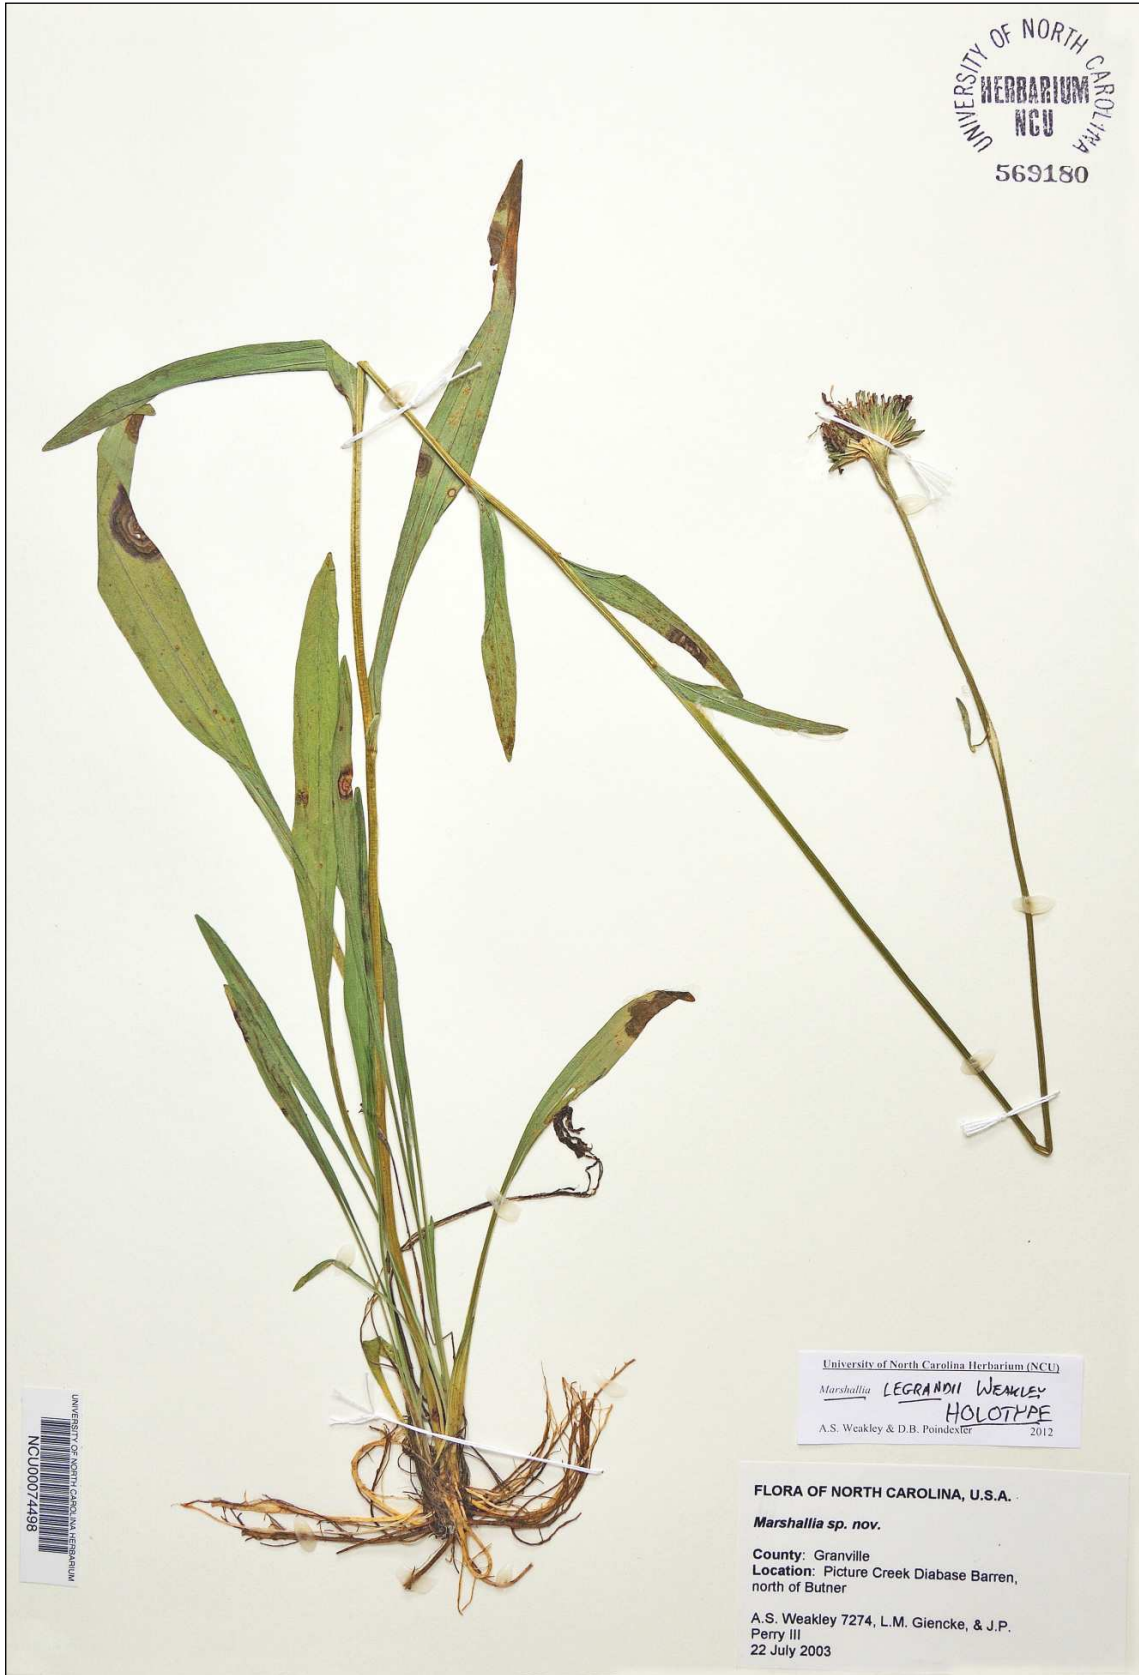 UNIVERSITY OF NORTH CAROLINA
HERBARIUM
NCU
569180
University of North Carolina Herbarium (NCU)
Marshallia LEGRANDII WEAKLEY
HOLOTYPE
A.S. Weakley & D.B. Poindexter 2012
FLORA OF NORTH CAROLINA, U.S.A.
Marshallia sp. nov.
County: Granville
Location: Picture Creek Diabase Barren,
north of Butner
A.S. Weakley 7274, L.M. Giencke, & J.P.
Perry III
22 July 2003
UNIVERSITY OF NORTH CAROLINA HERBARIUM
NCU00074498